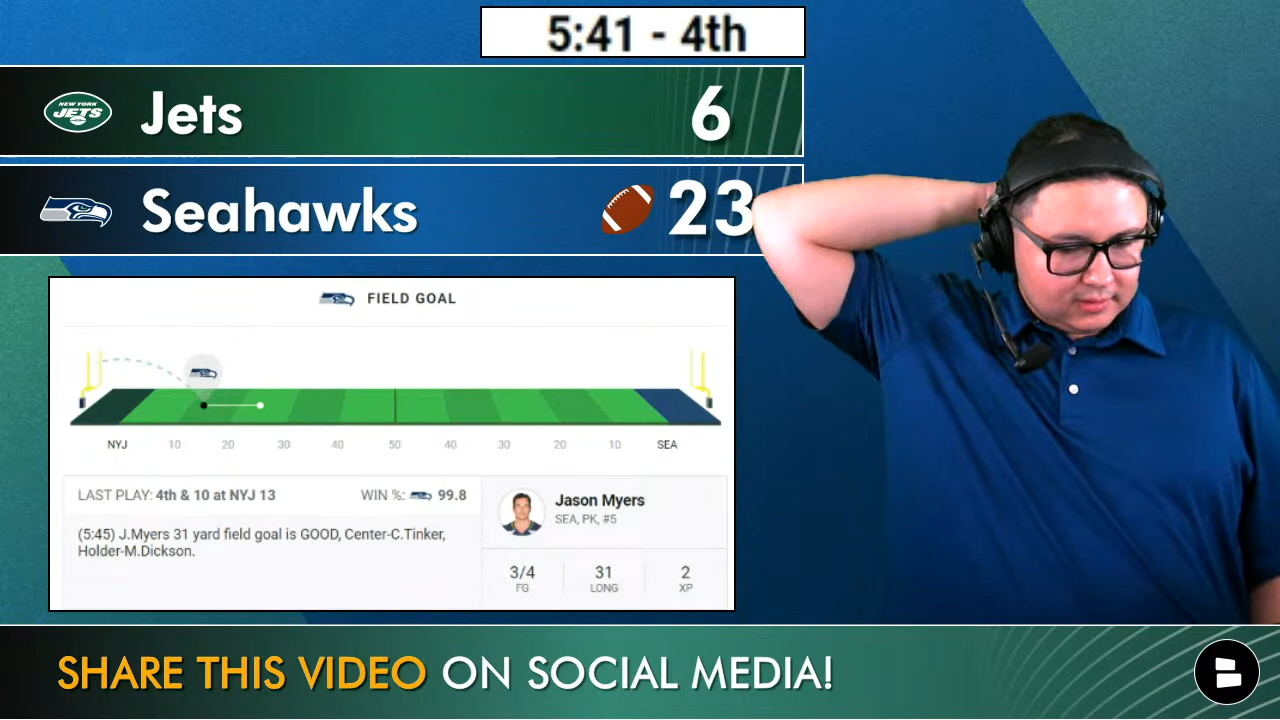 5:41 - 4th
NEW YORK
JETS
Jets
6
Seahawks
23
FIELD GOAL
NYJ 10 20 30 40 50 40 30 20 10 SEA
LAST PLAY: 4th & 10 at NYJ 13
WIN %: 99.8
(5:45) J.Myers 31 yard field goal is GOOD, Center-C.Tinker,
Holder-M.Dickson.
Jason Myers
SEA, PK, #5
3/4 31 2
FG LONG XP
SHARE THIS VIDEO ON SOCIAL MEDIA!